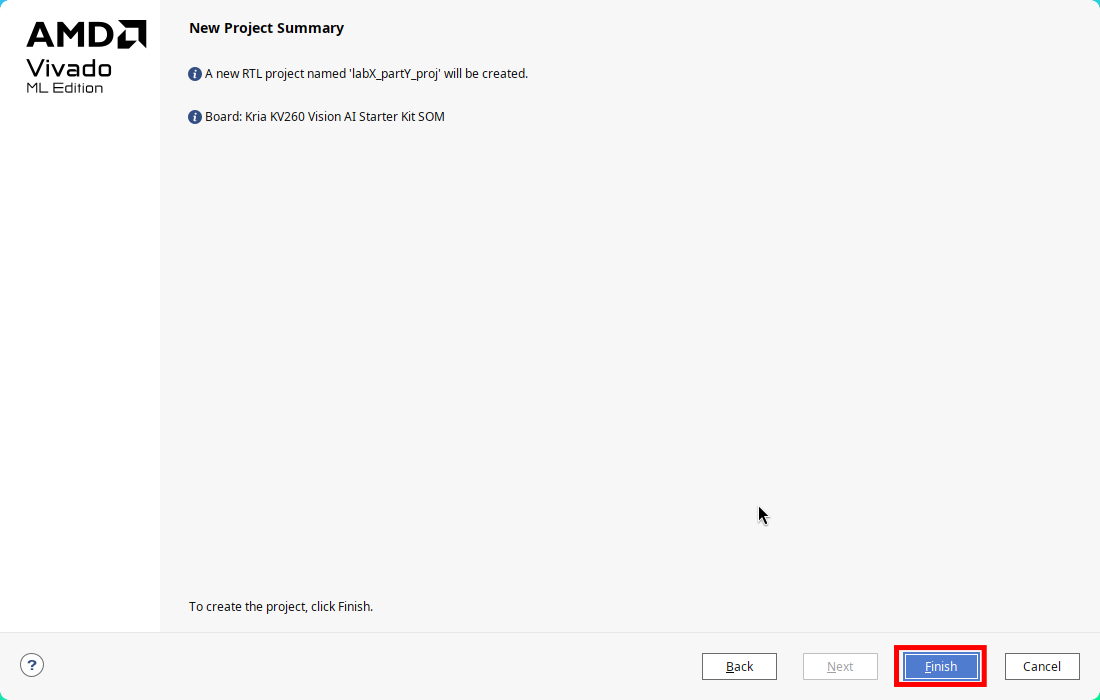 AMD
Vivado
ML Edition
New Project Summary
A new RTL project named 'labX_partY_proj' will be created.
Board: Kria KV260 Vision AI Starter Kit SOM
To create the project, click Finish.
?
Back
Next
Finish
Cancel